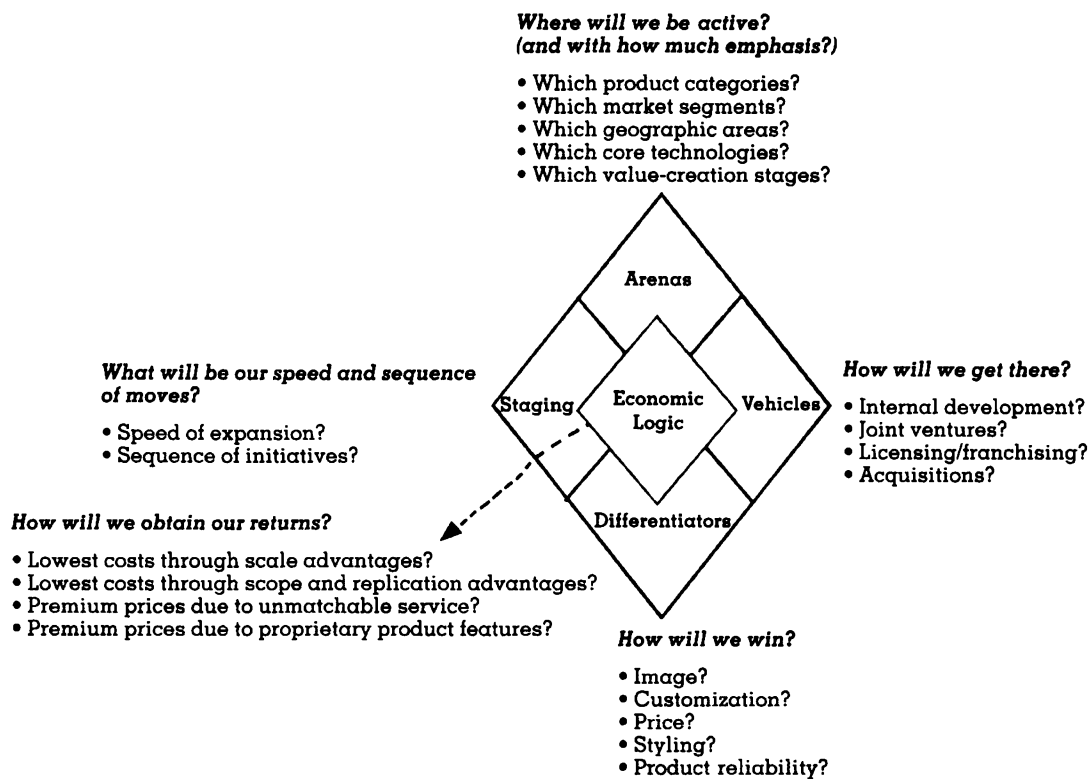 Where will we be active?
(and with how much emphasis?)
• Which product categories?
• Which market segments?
• Which geographic areas?
• Which core technologies?
• Which value-creation stages?
Arenas
What will be our speed and sequence
of moves?
• Speed of expansion?
• Sequence of initiatives?
Staging
Economic
Logic
Vehicles
How will we get there?
• Internal development?
• Joint ventures?
• Licensing/franchising?
• Acquisitions?
Differentiators
How will we obtain our returns?
• Lowest costs through scale advantages?
• Lowest costs through scope and replication advantages?
• Premium prices due to unmatchable service?
• Premium prices due to proprietary product features?
How will we win?
• Image?
• Customization?
• Price?
• Styling?
• Product reliability?